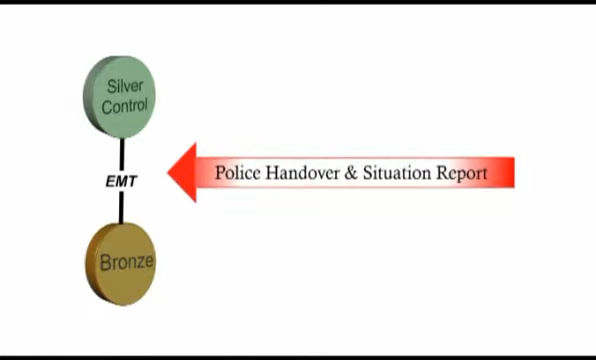 Silver
Control
EMT
Police Handover & Situation Report
Bronze